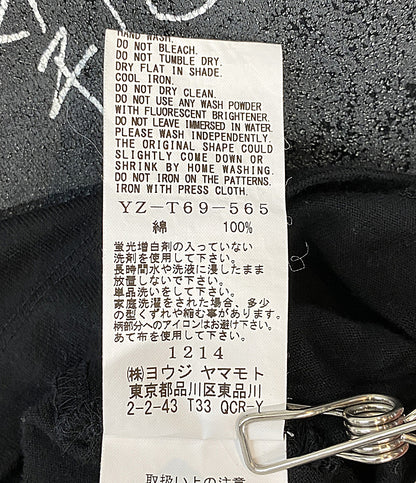 HAND WASH.
DO NOT BLEACH.
DO NOT TUMBLE DRY.
DRY FLAT IN SHADE.
COOL IRON.
DO NOT DRY CLEAN.
DO NOT USE ANY WASH POWDER
WITH FLUORESCENT BRIGHTENER.
DO NOT LEAVE IMMERSED IN WATER.
PLEASE WASH INDEPENDENTLY.
THE ORIGINAL SHAPE COULD
SLIGHTLY COME DOWN OR
SHRINK BY HOME WASHING.
DO NOT IRON ON THE PATTERNS.
IRON WITH PRESS CLOTH.
YZ-T69-565
綿 100%
蛍光増白剤の入っていない
洗剤を使用して下さい。
長時間水や洗液に浸したまま
放置しないで下さい。
単品洗いをして下さい。
家庭洗濯をされた場合、多少
の型くずれや縮む事があります。
柄部分へのアイロンはお避け下さい。
あて布を使用して下さい。
1214
㈱ヨウジ ヤマモト
東京都品川区東品川
2-2-43 T33 QCR-Y
取扱い上の注意